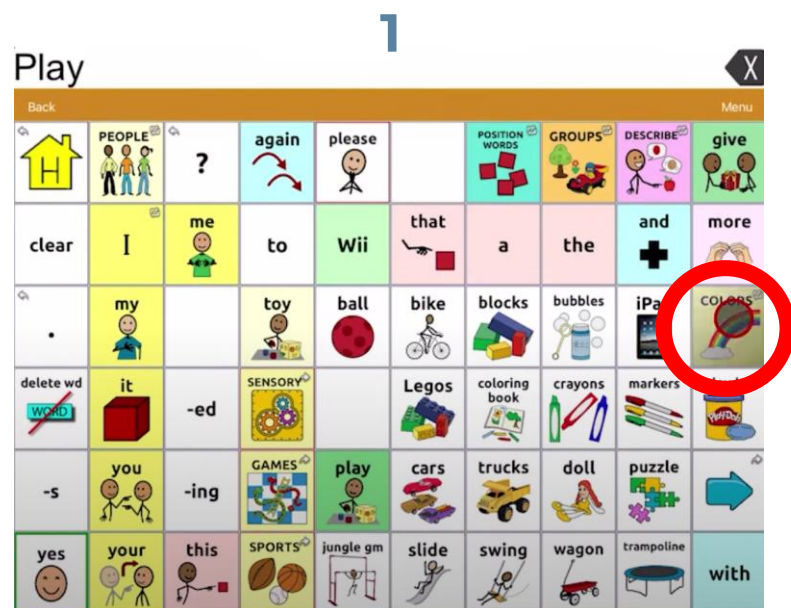 1
Play
X
Back Menu
H PEOPLE ? again please POSITION WORDS GROUPS DESCRIBE give
clear I me to Wii that a the and more
. my toy ball bike blocks bubbles COLORS
delete wd WORD it -ed SENSORY Legos coloring book crayons markers Play-Doh
-s you -ing GAMES play cars trucks doll puzzle
yes your this SPORTS jungle gm slide swing wagon trampoline with